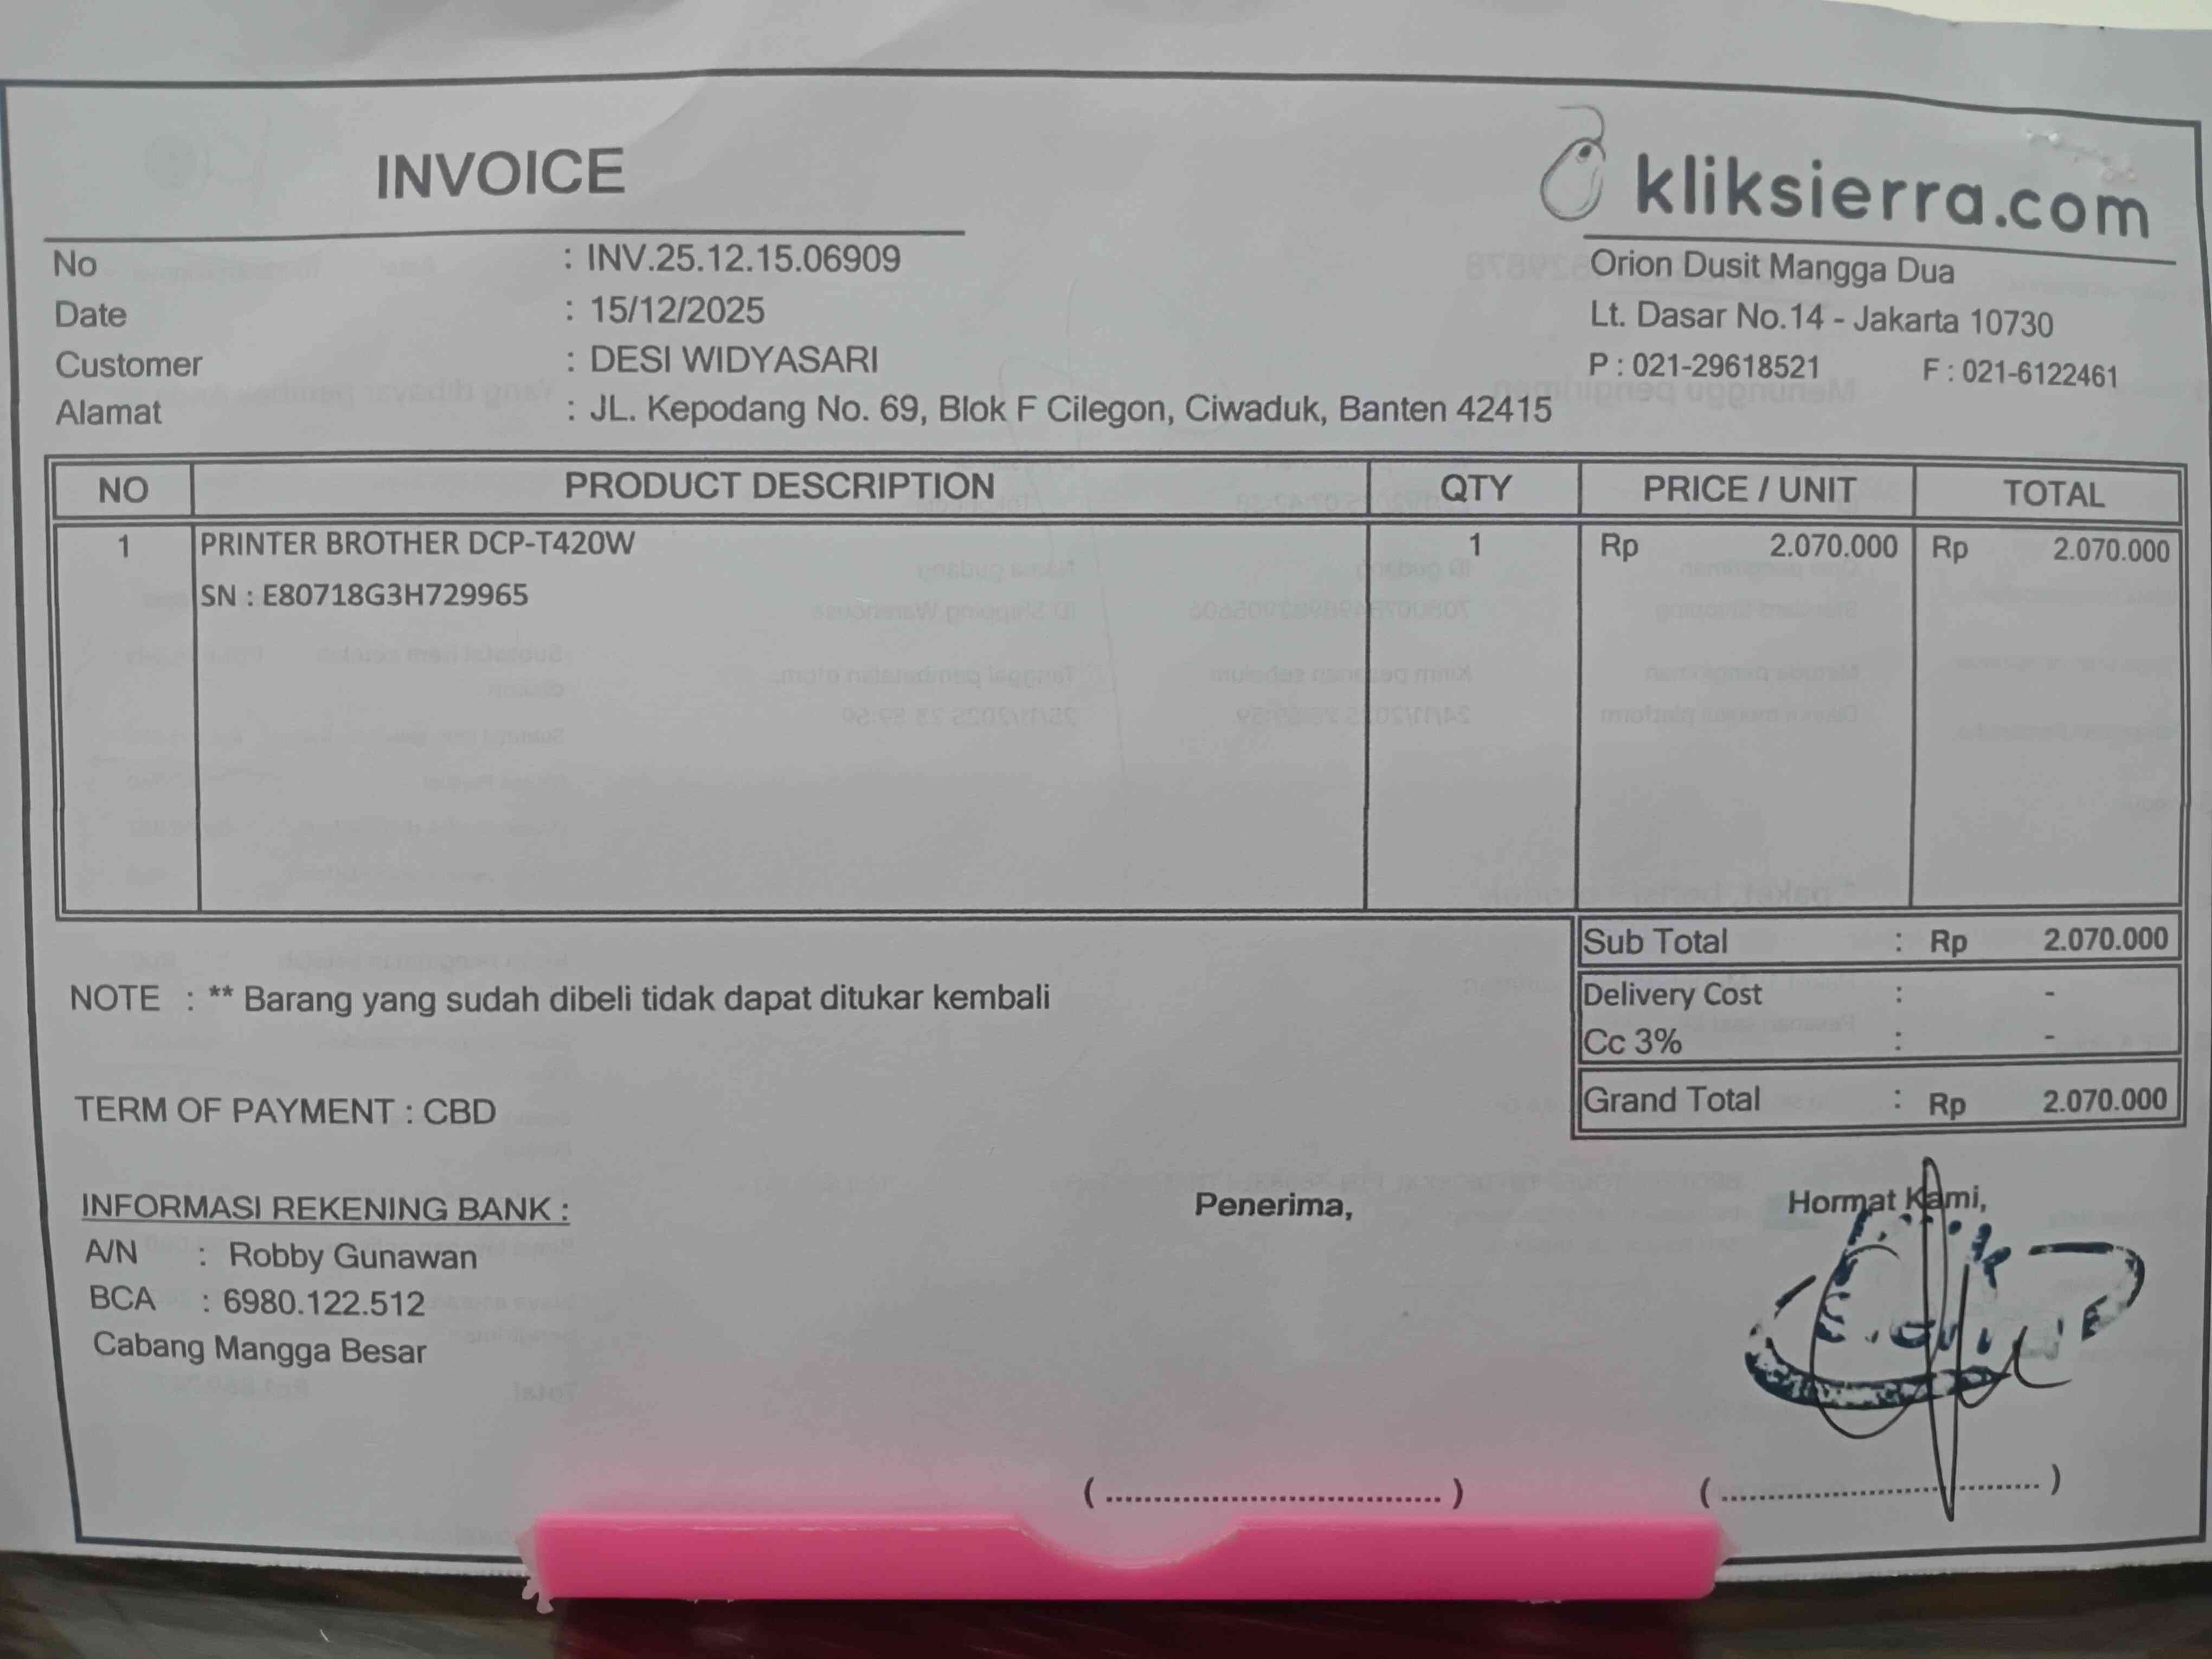 INVOICE
kliksierra.com
Orion Dusit Mangga Dua
Lt. Dasar No.14 - Jakarta 10730
P : 021-29618521 F : 021-6122461
No : INV.25.12.15.06909
Date : 15/12/2025
Customer : DESI WIDYASARI
Alamat : JL. Kepodang No. 69, Blok F Cilegon, Ciwaduk, Banten 42415
NO PRODUCT DESCRIPTION QTY PRICE / UNIT TOTAL
1 PRINTER BROTHER DCP-T420W 1 Rp 2.070.000 Rp 2.070.000
SN : E80718G3H729965
Sub Total : Rp 2.070.000
Delivery Cost : -
Cc 3% : -
Grand Total : Rp 2.070.000
NOTE : ** Barang yang sudah dibeli tidak dapat ditukar kembali
TERM OF PAYMENT : CBD
INFORMASI REKENING BANK :
A/N : Robby Gunawan
BCA : 6980.122.512
Cabang Mangga Besar
Penerima,
Hormat Kami,
( .................................. )
( .................................. )